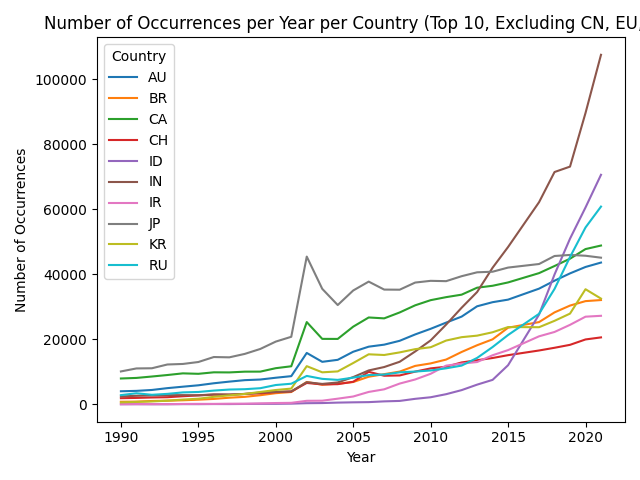 Number of Occurrences per Year per Country (Top 10, Excluding CN, EU,
Country
AU
BR
CA
CH
ID
IN
IR
JP
KR
RU
Number of Occurrences
100000
80000
60000
40000
20000
0
1990
1995
2000
2005
2010
2015
2020
Year